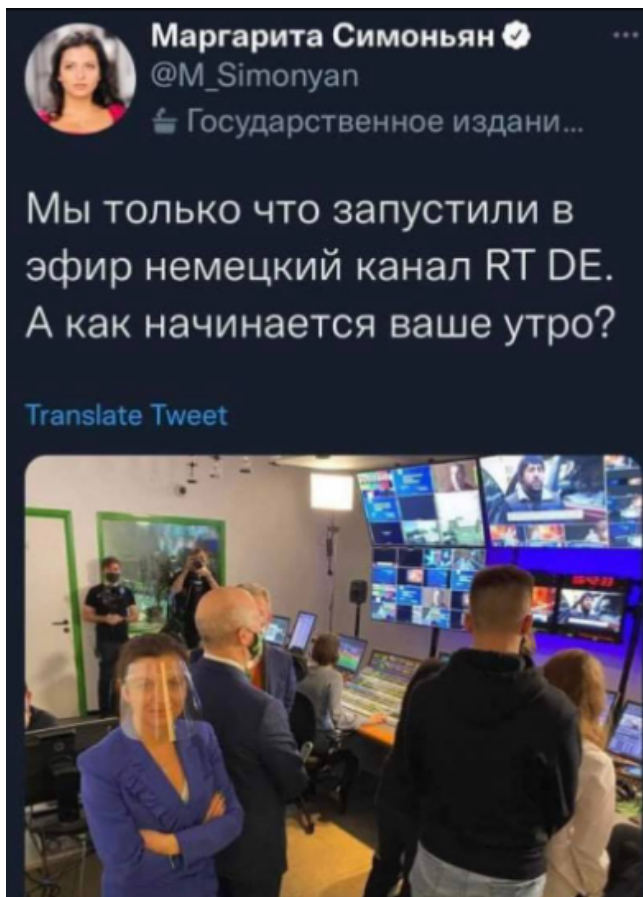 Маргарита Симоньян
@M_Simonyan
Государственное издани...
Мы только что запустили в
эфир немецкий канал RT DE.
А как начинается ваше утро?
Translate Tweet